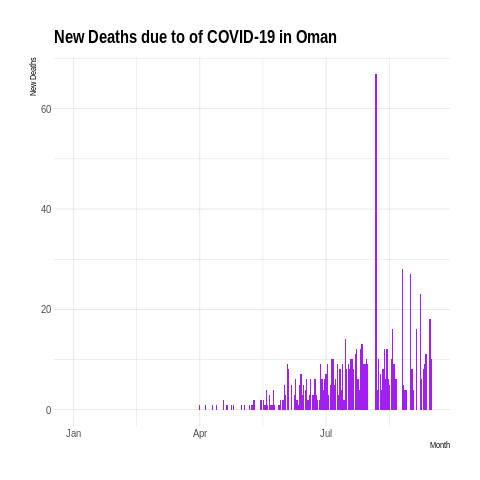 New Deaths due to of COVID-19 in Oman
New Deaths
60
40
20
0
Jan Apr Jul
Month